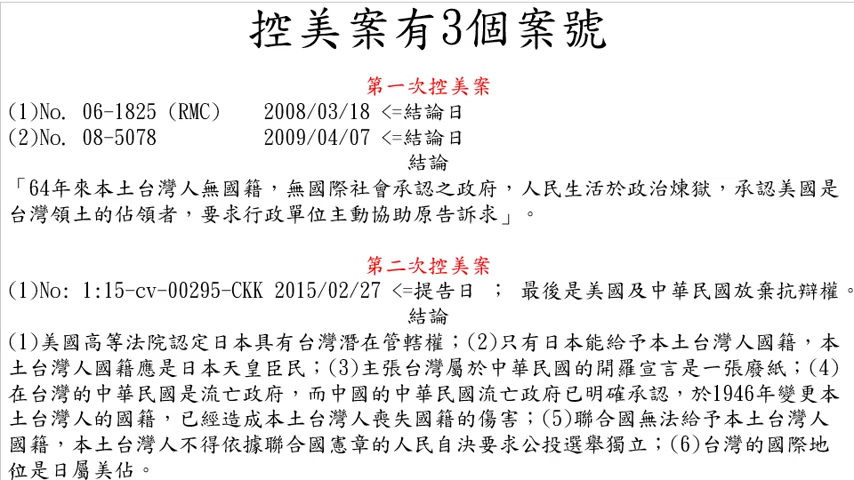 控美案有3個案號
第一次控美案
(1)No. 06-1825 (RMC) 2008/03/18 <=結論日
(2)No. 08-5078 2009/04/07 <=結論日
結論
「64年來本土台灣人無國籍，無國際社會承認之政府，人民生活於政治煉獄，承認美國是
台灣領土的佔領者，要求行政單位主動協助原告訴求」。
第二次控美案
(1)No: 1:15-cv-00295-CKK 2015/02/27 <=提告日 ； 最後是美國及中華民國放棄抗辯權。
結論
(1)美國高等法院認定日本具有台灣潛在管轄權；(2)只有日本能給予本土台灣人國籍，本
土台灣人國籍應是日本天皇臣民；(3)主張台灣屬於中華民國的開羅宣言是一張廢紙；(4)
在台灣的中華民國是流亡政府，而中國的中華民國流亡政府已明確承認，於1946年變更本
土台灣人的國籍，已經造成本土台灣人喪失國籍的傷害；(5)聯合國無法給予本土台灣人
國籍，本土台灣人不得依據聯合國憲章的人民自決要求公投選舉獨立；(6)台灣的國際地
位是日屬美佔。